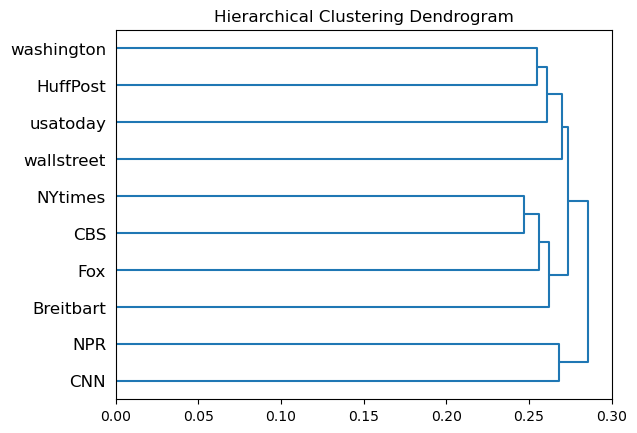 Hierarchical Clustering Dendrogram
washington
HuffPost
usatoday
wallstreet
NYtimes
CBS
Fox
Breitbart
NPR
CNN
0.00 0.05 0.10 0.15 0.20 0.25 0.30